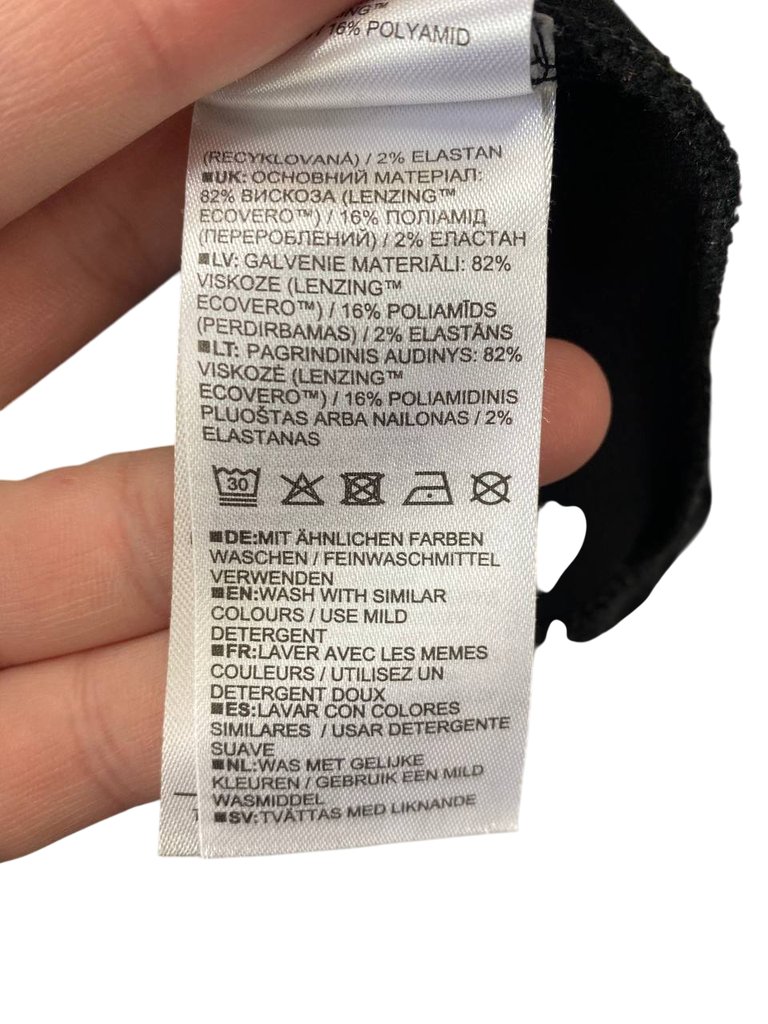 ING™
/ 16% POLYAMID
(RECYKLOVANÁ) / 2% ELASTAN
■UK: ОСНОВНИЙ МАТЕРІАЛ:
82% ВИСКОЗА (LENZING™
ECOVERO™) / 16% ПОЛІАМІД
(ПЕРЕРОБЛЕНИЙ) / 2% ЕЛАСТАН
■LV: GALVENIE MATERIĀLI: 82%
VISKOZE (LENZING™
ECOVERO™) / 16% POLIAMĪDS
(PERDIRBAMAS) / 2% ELASTĀNS
■LT: PAGRINDINIS AUDINYS: 82%
VISKOZĖ (LENZING™
ECOVERO™) / 16% POLIAMIDINIS
PLUOŠTAS ARBA NAILONAS / 2%
ELASTANAS
30
■DE:MIT ÄHNLICHEN FARBEN
WASCHEN / FEINWASCHMITTEL
VERWENDEN
■EN:WASH WITH SIMILAR
COLOURS / USE MILD
DETERGENT
■FR:LAVER AVEC LES MEMES
COULEURS / UTILISEZ UN
DETERGENT DOUX
■ES:LAVAR CON COLORES
SIMILARES / USAR DETERGENTE
SUAVE
■NL:WAS MET GELIJKE
KLEUREN / GEBRUIK EEN MILD
WASMIDDEL
■SV:TVÄTTAS MED LIKNANDE